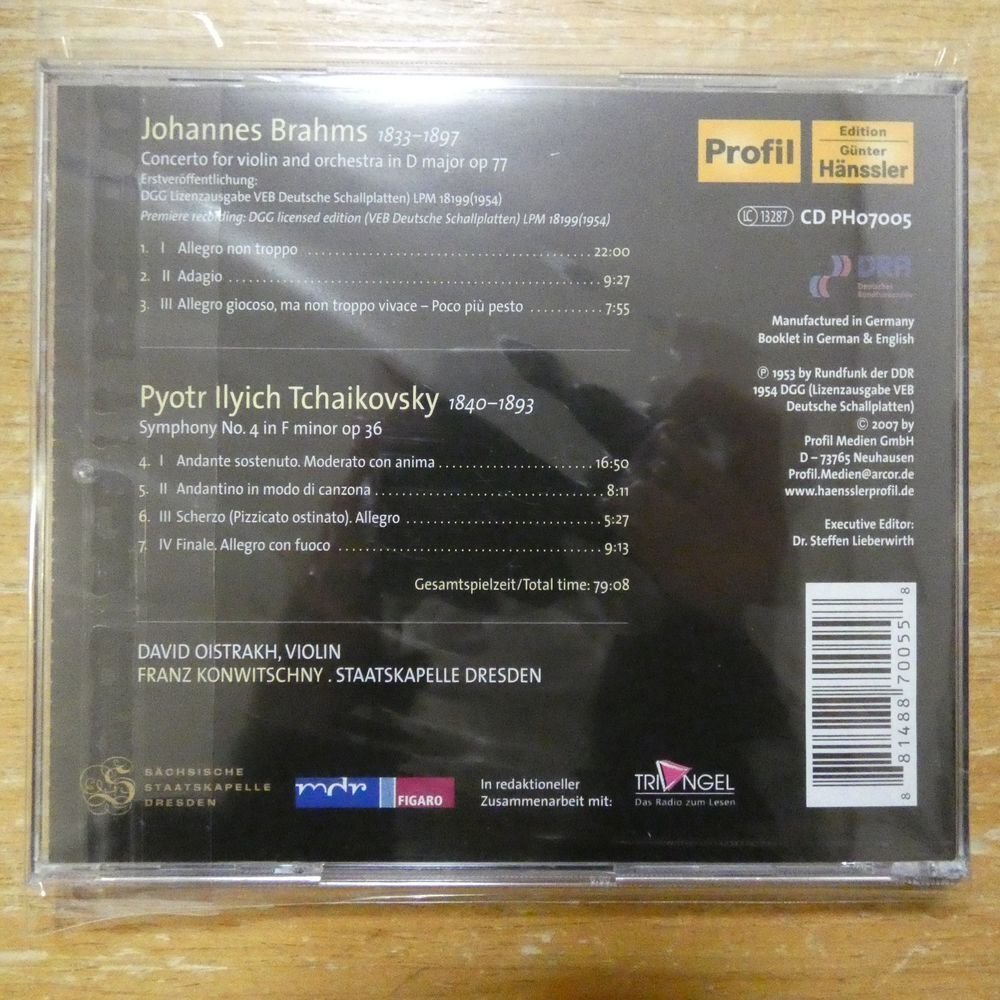 Johannes Brahms 1833–1897
Concerto for violin and orchestra in D major op 77
Erstveröffentlichung:
DGG Lizenzausgabe VEB Deutsche Schallplatten) LPM 18199(1954)
Premiere recording: DGG licensed edition (VEB Deutsche Schallplatten) LPM 18199(1954)
1. I Allegro non troppo 22:00
2. II Adagio 9:27
3. III Allegro giocoso, ma non troppo vivace – Poco più pesto 7:55
Pyotr Ilyich Tchaikovsky 1840–1893
Symphony No. 4 in F minor op 36
4. I Andante sostenuto. Moderato con anima 16:50
5. II Andantino in modo di canzona 8:11
6. III Scherzo (Pizzicato ostinato). Allegro 5:27
7. IV Finale. Allegro con fuoco 9:13
Gesamtspielzeit/Total time: 79:08
DAVID OISTRAKH, VIOLIN
FRANZ KONWITSCHNY . STAATSKAPELLE DRESDEN
SÄCHSISCHE
STAATSKAPELLE
DRESDEN
mdr FIGARO
In redaktioneller
Zusammenarbeit mit:
TRIANGEL
Das Radio zum Lesen
Profil
Edition
Günter
Hänssler
LC 13287 CD PH07005
DRA
Deutsches
Rundfunkarchiv
Manufactured in Germany
Booklet in German & English
℗ 1953 by Rundfunk der DDR
1954 DGG (Lizenzausgabe VEB
Deutsche Schallplatten)
© 2007 by
Profil Medien GmbH
D – 73765 Neuhausen
Profil.Medien@arcor.de
www.haensslerprofil.de
Executive Editor:
Dr. Steffen Lieberwirth
8 81488 70055 8